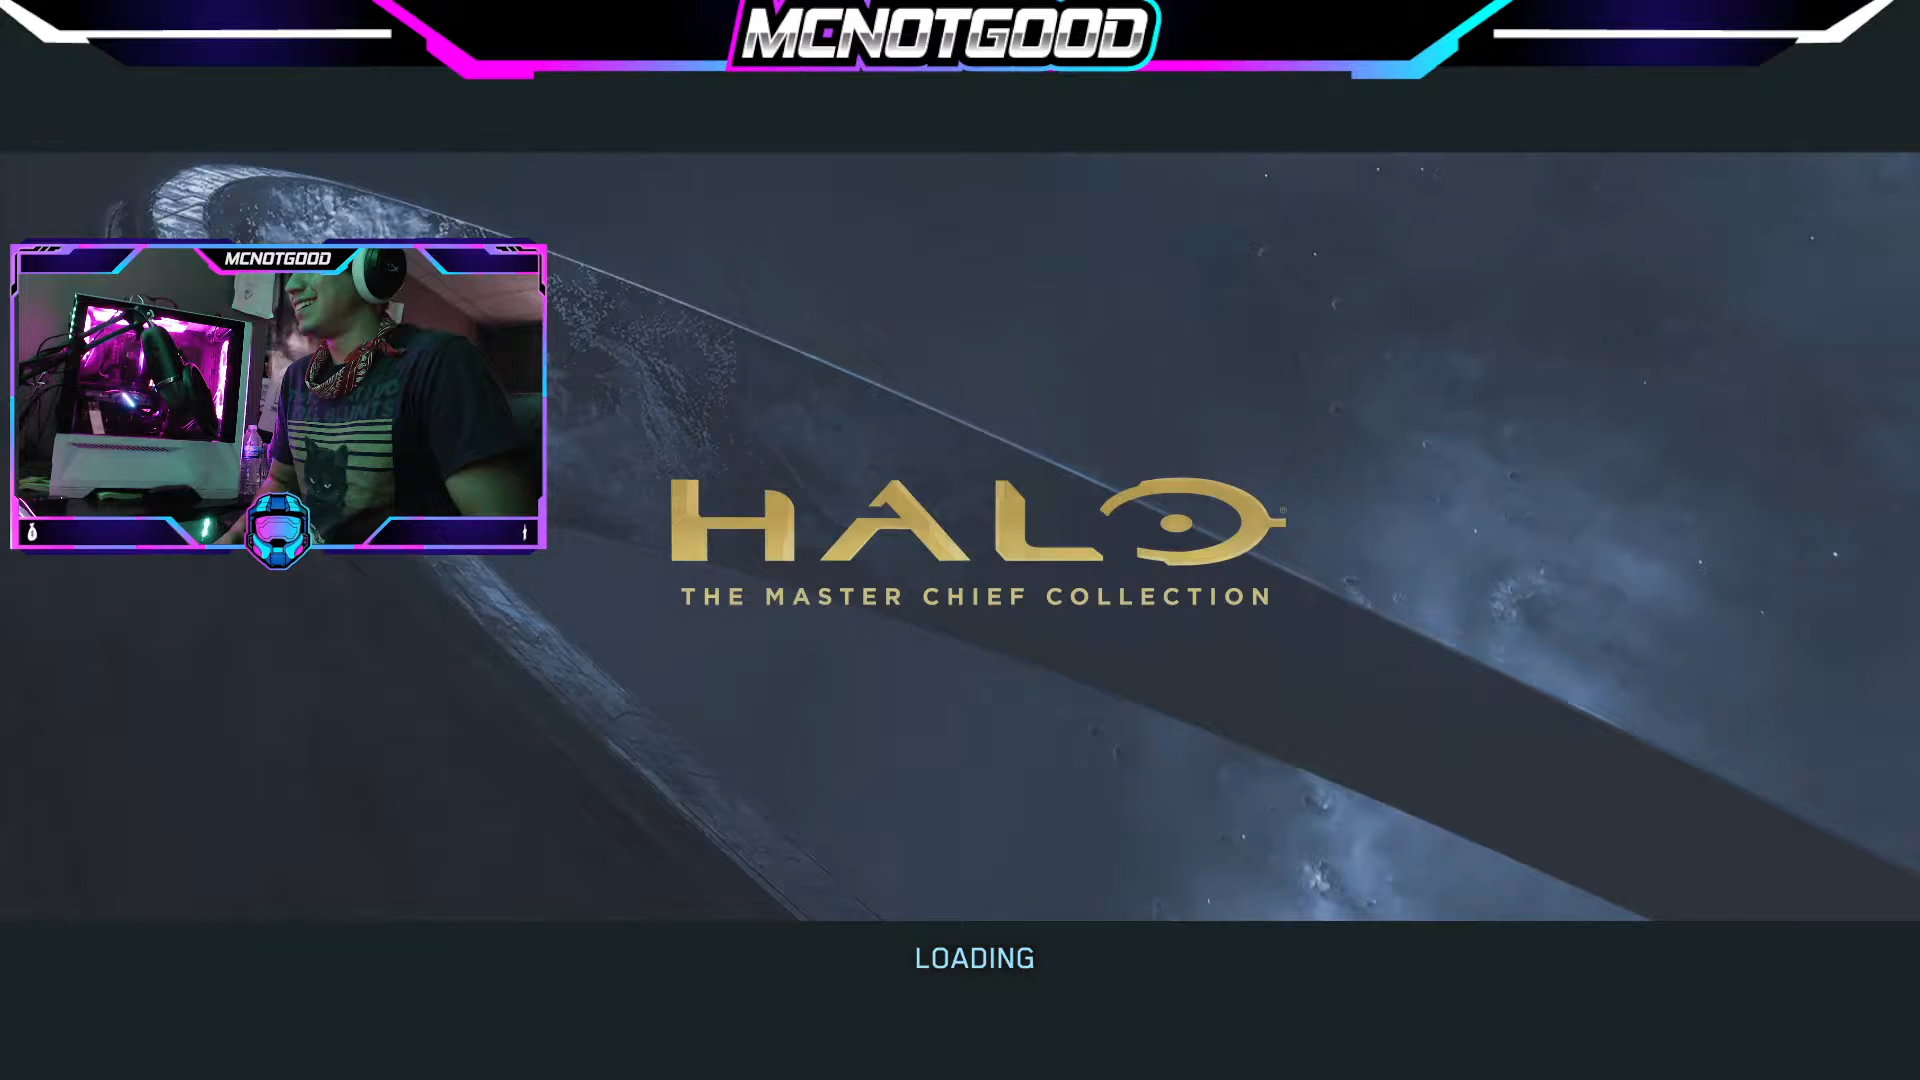 MCNOTGOOD
MCNOTGOOD
HALO
THE MASTER CHIEF COLLECTION
LOADING